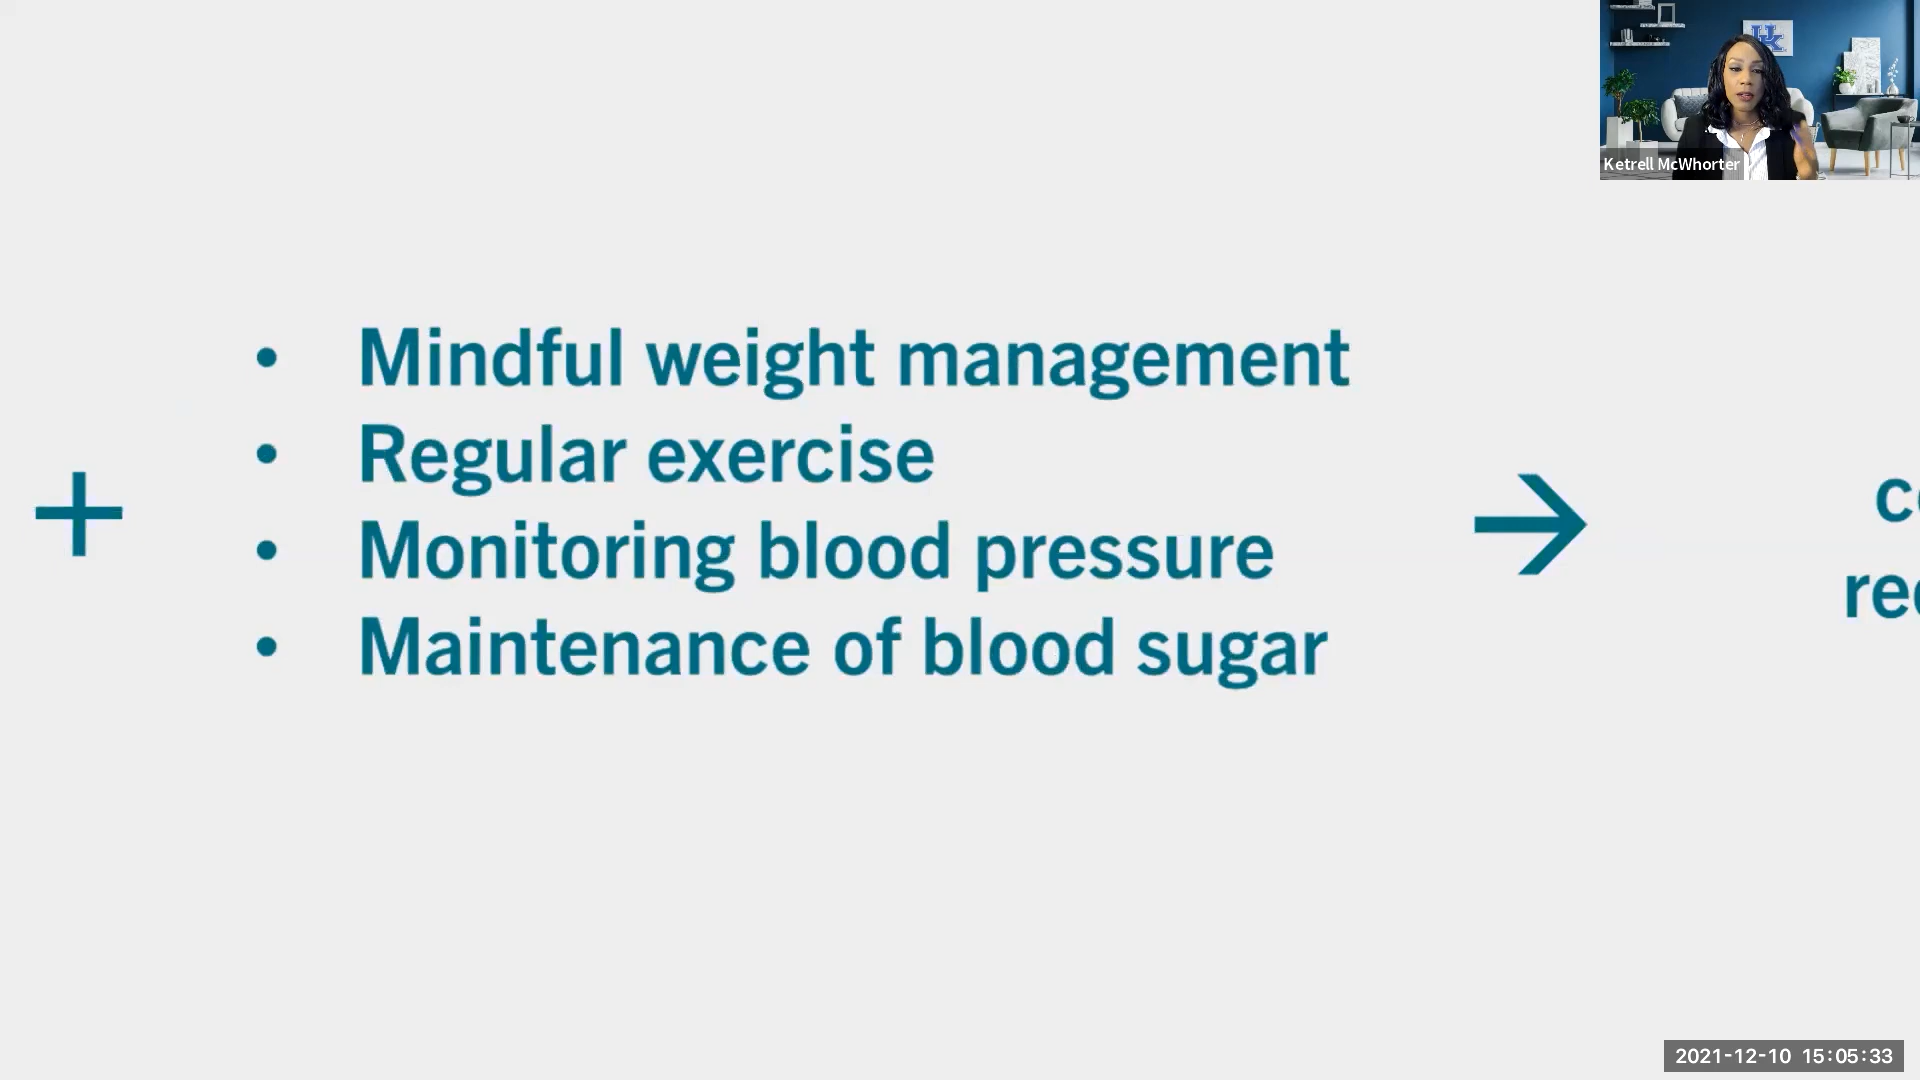 UK
Ketrell McWhorter
• Mindful weight management
• Regular exercise
+
• Monitoring blood pressure
→
• Maintenance of blood sugar
2021-12-10 15:05:33